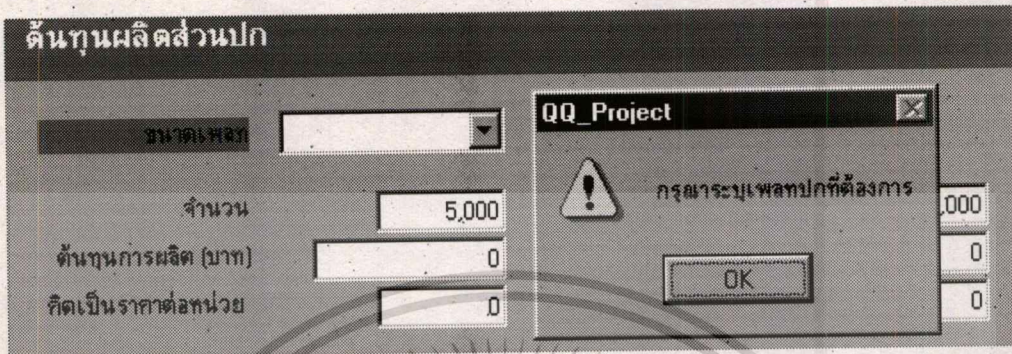 ต้นทุนผลิตส่วนปก
ขนาดเพลท
จำนวน 5,000
ต้นทุนการผลิต (บาท) 0
คิดเป็นราคาต่อหน่วย 0
QQ_Project
กรุณาระบุเพลทปกที่ต้องการ
OK
,000
0
0